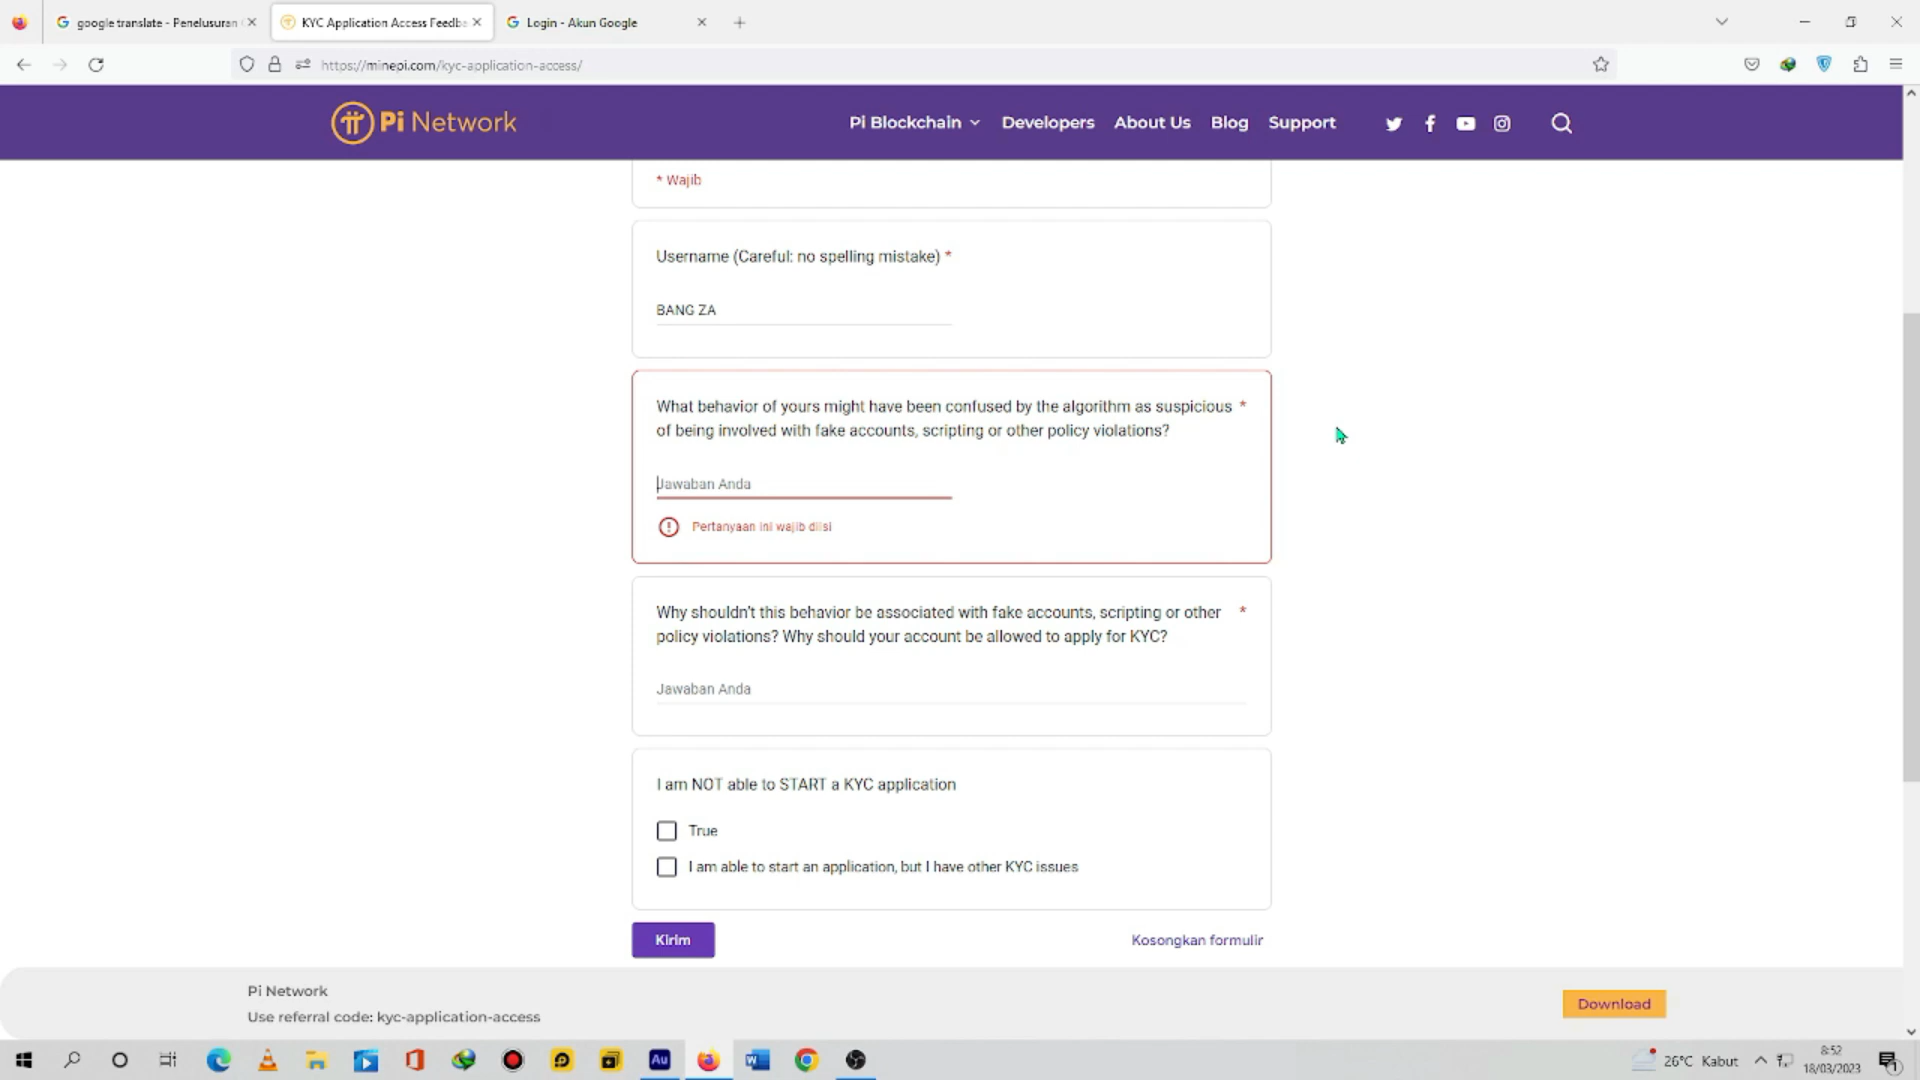 google translate - Penelusuran
KYC Application Access Feedba
Login - Akun Google
https://minepi.com/kyc-application-access/
Pi Network
Pi Blockchain
Developers
About Us
Blog
Support
* Wajib
Username (Careful: no spelling mistake) *
BANG ZA
What behavior of yours might have been confused by the algorithm as suspicious *
of being involved with fake accounts, scripting or other policy violations?
Jawaban Anda
Pertanyaan ini wajib diisi
Why shouldn't this behavior be associated with fake accounts, scripting or other *
policy violations? Why should your account be allowed to apply for KYC?
Jawaban Anda
I am NOT able to START a KYC application
True
I am able to start an application, but I have other KYC issues
Kirim
Kosongkan formulir
Pi Network
Use referral code: kyc-application-access
Download
Au
26°C Kabut
8:52
18/03/2023